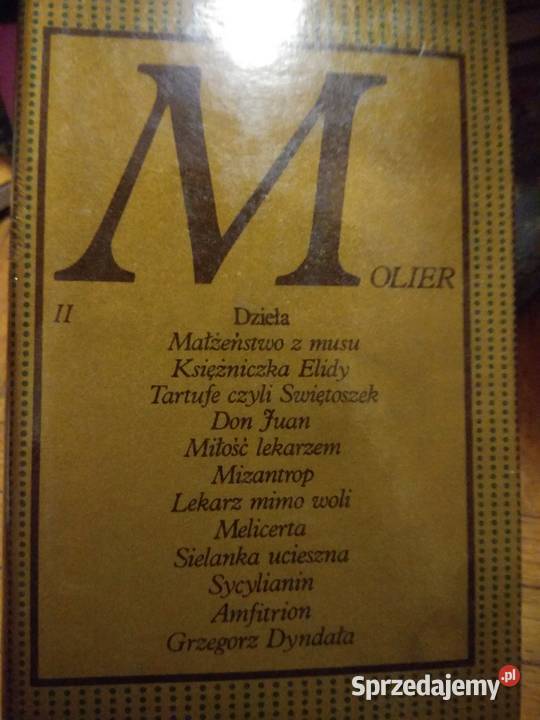 MOLIER
II
Dzieła
Małżeństwo z musu
Księżniczka Elidy
Tartufe czyli Swiętoszek
Don Juan
Miłość lekarzem
Mizantrop
Lekarz mimo woli
Melicerta
Sielanka ucieszna
Sycylianin
Amfitrion
Grzegorz Dyndała
Sprzedajemy.pl